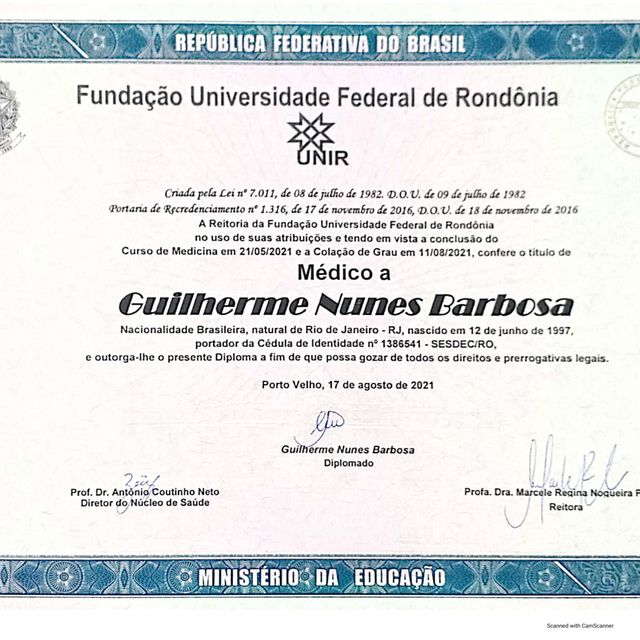 REPÚBLICA FEDERATIVA DO BRASIL
Fundação Universidade Federal de Rondônia
UNIR
Criada pela Lei nº 7.011, de 08 de julho de 1982. D.O.U. de 09 de julho de 1982
Portaria de Recredenciamento nº 1.316, de 17 de novembro de 2016, D.O.U. de 18 de novembro de 2016
A Reitoria da Fundação Universidade Federal de Rondônia
no uso de suas atribuições e tendo em vista a conclusão do
Curso de Medicina em 21/05/2021 e a Colação de Grau em 11/08/2021, confere o título de
Médico a
Guilherme Nunes Barbosa
Nacionalidade Brasileira, natural de Rio de Janeiro - RJ, nascido em 12 de junho de 1997,
portador da Cédula de Identidade nº 1386541 - SESDEC/RO,
e outorga-lhe o presente Diploma a fim de que possa gozar de todos os direitos e prerrogativas legais.
Porto Velho, 17 de agosto de 2021
Guilherme Nunes Barbosa
Diplomado
Prof. Dr. Antônio Coutinho Neto
Diretor do Núcleo de Saúde
Profa. Dra. Marcele Regina Nogueira P
Reitora
MINISTÉRIO DA EDUCAÇÃO
Scanned with CamScanner